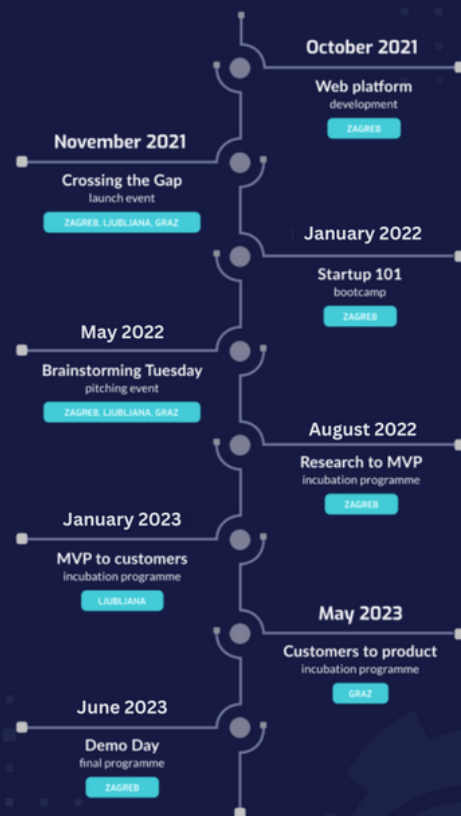 October 2021
Web platform
development
ZAGREB
November 2021
Crossing the Gap
launch event
ZAGREB, LJUBLJANA, GRAZ
January 2022
Startup 101
bootcamp
ZAGREB
May 2022
Brainstorming Tuesday
pitching event
ZAGREB, LJUBLJANA, GRAZ
August 2022
Research to MVP
incubation programme
ZAGREB
January 2023
MVP to customers
incubation programme
LJUBLJANA
May 2023
Customers to product
incubation programme
GRAZ
June 2023
Demo Day
final programme
ZAGREB